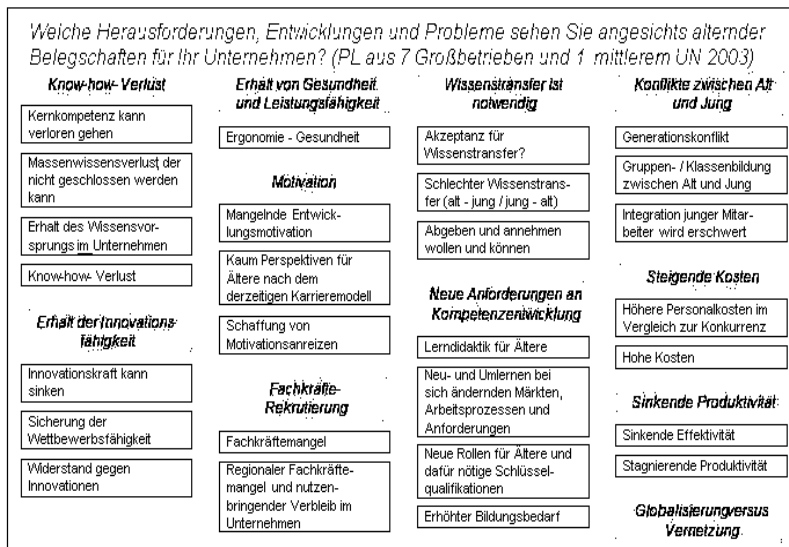 Welche Herausforderungen, Entwicklungen und Probleme sehen Sie angesichts alternder
Belegschaften für Ihr Unternehmen? (PL aus 7 Großbetrieben und 1 mittlerem UN 2003)
Know-how- Verlust
Kernkompetenz kann
verloren gehen
Massenwissensverlust, der
nicht geschlossen werden
kann
Erhalt des Wissensvor-
sprungs im Unternehmen
Know-how- Verlust
Erhalt der Innovations
fähigkeit
Innovationskraft kann
sinken
Sicherung der
Wettbewerbsfähigkeit
Widerstand gegen
Innovationen
Erhalt von Gesundheit
und Leistungsfähigkeit
Ergonomie - Gesundheit
Motivation
Mangelnde Entwick-
lungsmotivation
Kaum Perspektiven für
Ältere nach dem
derzeitigen Karrieremodell
Schaffung von
Motivationsanreizen
Fachkräfte-
Rekrutierung
Fachkräftemangel
Regionaler Fachkräfte-
mangel und nutzen-
bringender Verbleib im
Unternehmen
Wissenstransfer ist
notwendig
Akzeptanz für
Wissenstransfer?
Schlechter Wissenstrans-
fer (alt - jung / jung - alt)
Abgeben und annehmen
wollen und können
Neue Anforderungen an
Kompetenzentwicklung
Lerndidaktik für Ältere
Neu- und Umlernen bei
sich ändernden Märkten,
Arbeitsprozessen und
Anforderungen
Neue Rollen für Ältere und
dafür nötige Schlüssel-
qualifikationen
Erhöhter Bildungsbedarf
Konflikte zwischen Alt
und Jung
Generationskonflikt
Gruppen- / Klassenbildung
zwischen Alt und Jung
Integration junger Mitar-
beiter wird erschwert
Steigende Kosten
Höhere Personalkosten im
Vergleich zur Konkurrenz
Hohe Kosten
Sinkende Produktivität
Sinkende Effektivität
Stagnierende Produktivität
Globalisierung versus
Vernetzung